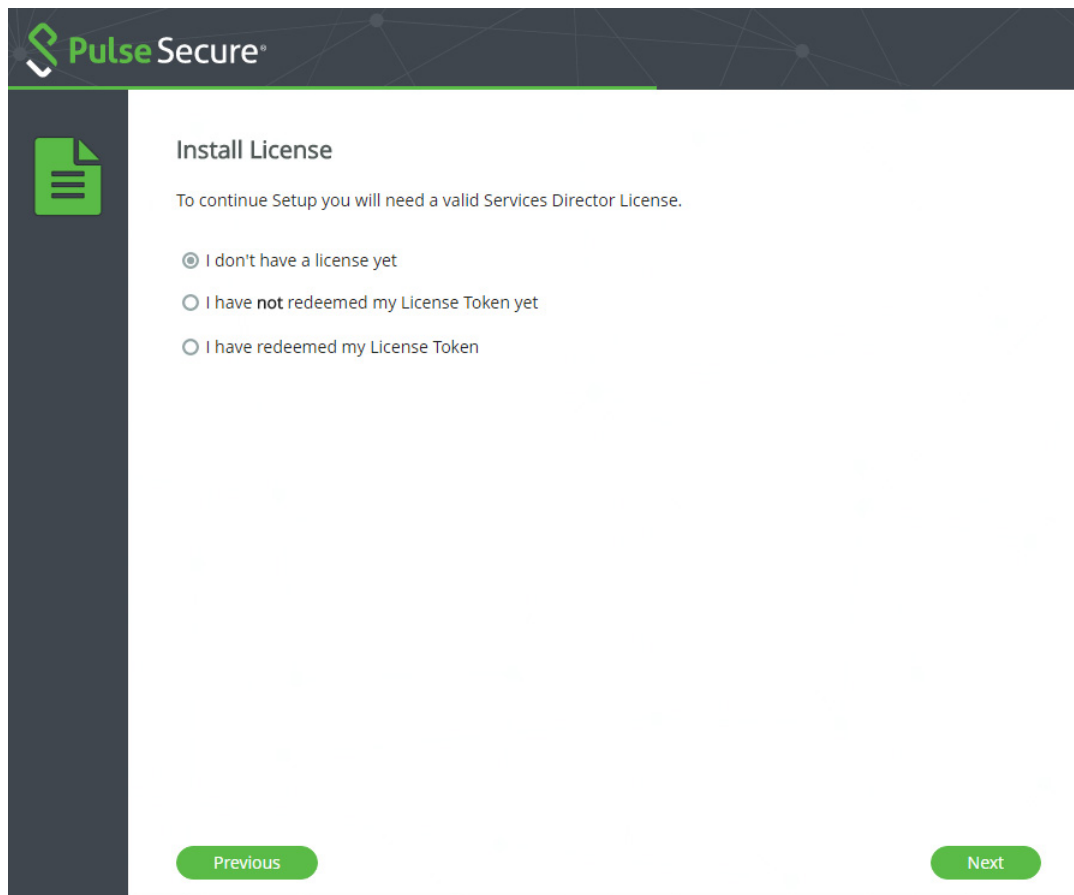 Pulse Secure®
Install License
To continue Setup you will need a valid Services Director License.
I don't have a license yet
I have not redeemed my License Token yet
I have redeemed my License Token
Previous
Next